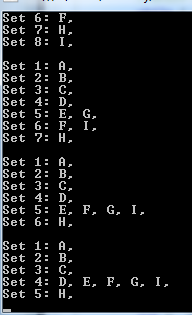 Set 6: F,
Set 7: H,
Set 8: I,
Set 1: A,
Set 2: B,
Set 3: C,
Set 4: D,
Set 5: E, G,
Set 6: F, I,
Set 7: H,
Set 1: A,
Set 2: B,
Set 3: C,
Set 4: D,
Set 5: E, F, G, I,
Set 6: H,
Set 1: A,
Set 2: B,
Set 3: C,
Set 4: D, E, F, G, I,
Set 5: H,